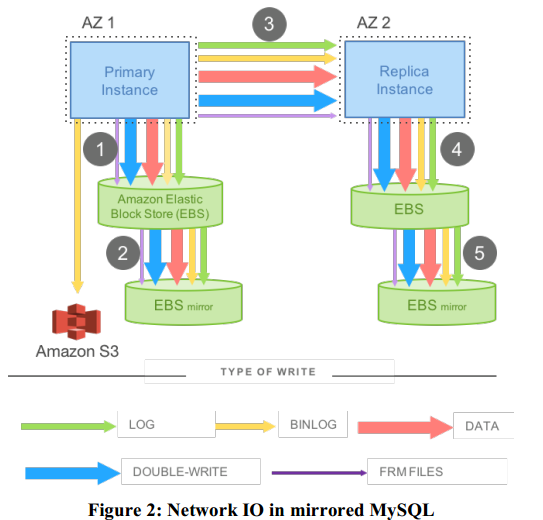 AZ 1
3
AZ 2
Primary
Instance
Replica
Instance
1
4
Amazon Elastic
Block Store (EBS)
EBS
2
5
EBS mirror
EBS mirror
Amazon S3
TYPE OF WRITE
LOG
BINLOG
DATA
DOUBLE-WRITE
FRM FILES
Figure 2: Network IO in mirrored MySQL